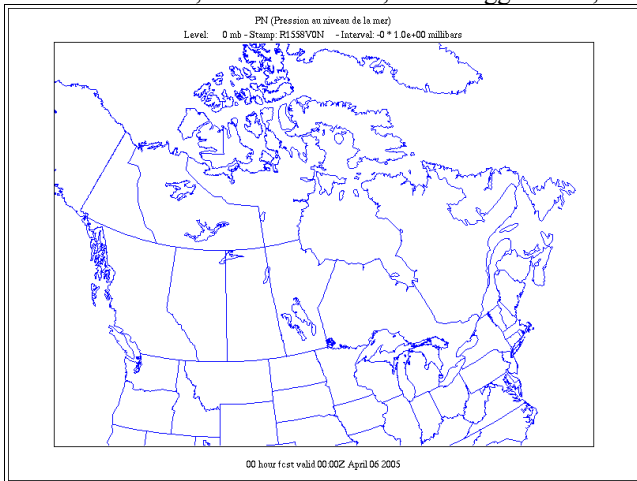 PN (Pression au niveau de la mer)
Level: 0 mb - Stamp: R1558V0N - Interval: -0 * 1.0e+00 millibars
00 hour fcst valid 00:00Z April 06 2005